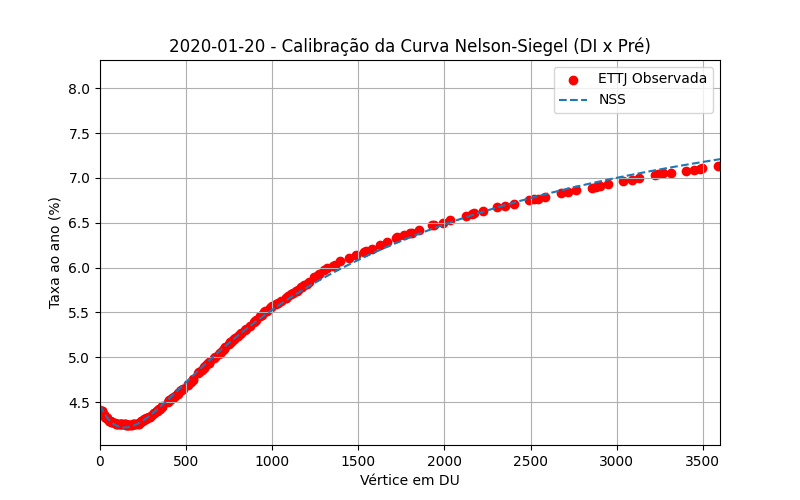 2020-01-20 - Calibração da Curva Nelson-Siegel (DI x Pré)
ETTJ Observada
NSS
Taxa ao ano (%)
8.0
7.5
7.0
6.5
6.0
5.5
5.0
4.5
0 500 1000 1500 2000 2500 3000 3500
Vértice em DU